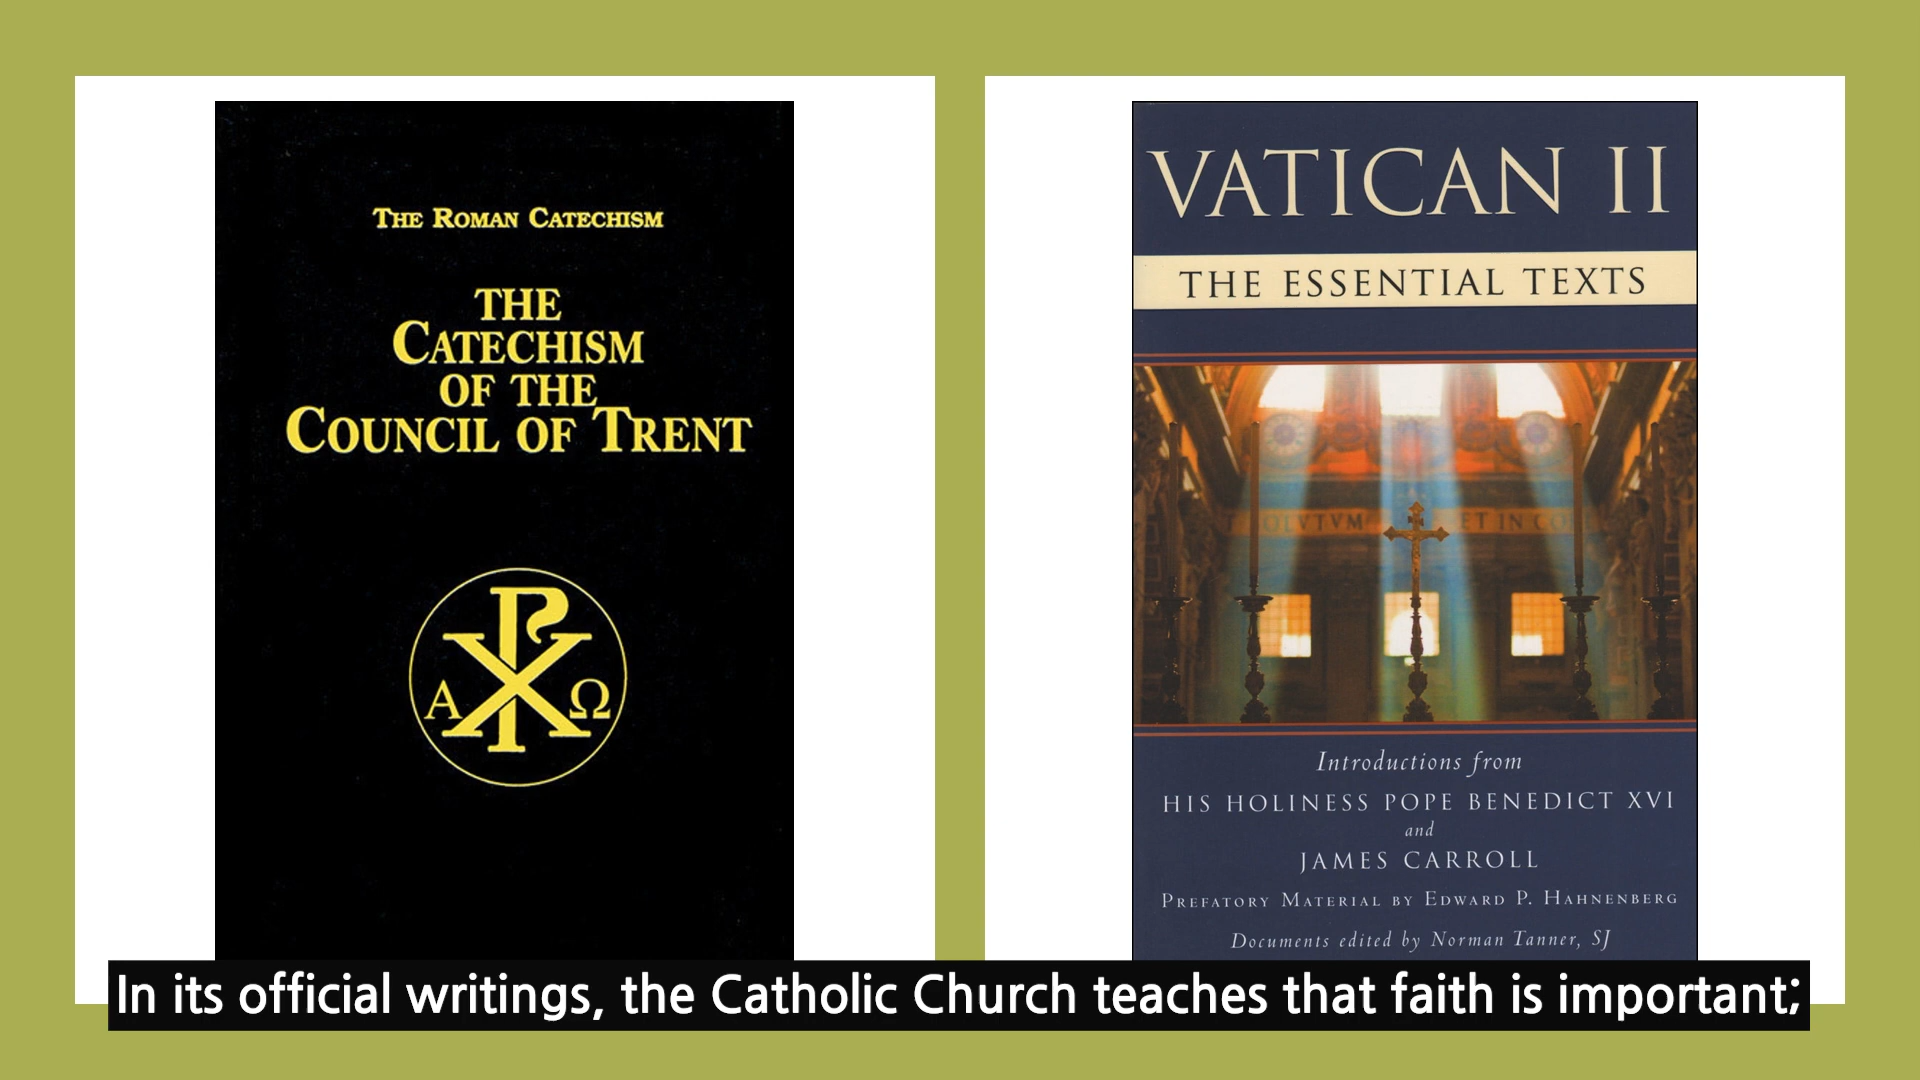 THE ROMAN CATECHISM
THE
CATECHISM
OF THE
COUNCIL OF TRENT
Α Ω
VATICAN II
THE ESSENTIAL TEXTS
ET IN CO
Introductions from
HIS HOLINESS POPE BENEDICT XVI
and
JAMES CARROLL
PREFATORY MATERIAL BY EDWARD P. HAHNENBERG
Documents edited by Norman Tanner, SJ
In its official writings, the Catholic Church teaches that faith is important;